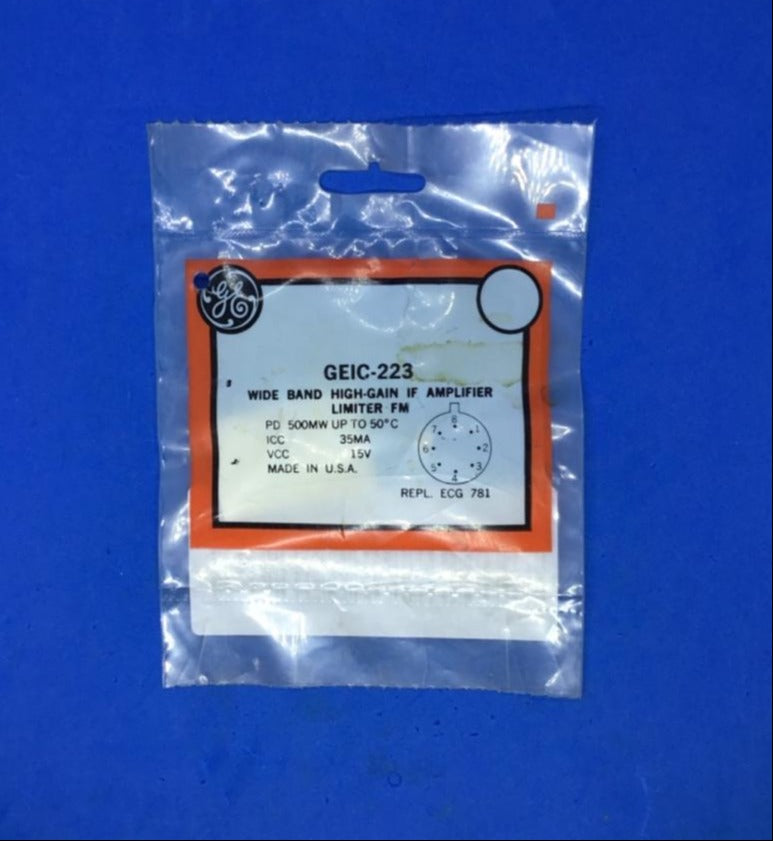 GE
GEIC-223
WIDE BAND HIGH-GAIN IF AMPLIFIER
LIMITER FM
PD 500MW UP TO 50°C
ICC 35MA
VCC 15V
MADE IN U.S.A.
8
7 1
6 2
5 3
4
REPL. ECG 781